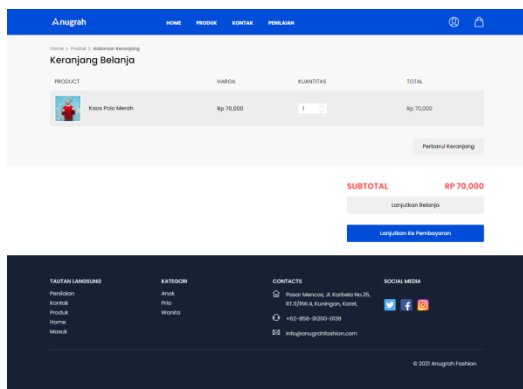 Anugrah
HOME PRODUK KONTAK PENILAIAN
Home > Produk > Halaman Keranjang
Keranjang Belanja
PRODUCT HARGA KUANTITAS TOTAL
Kaos Polo Merah Rp 70,000 1 Rp 70,000
Perbarui Keranjang
SUBTOTAL RP 70,000
Lanjutkan Belanja
Lanjutkan Ke Pembayaran
TAUTAN LANGSUNG
Penilaian
Kontak
Produk
Home
Masuk
KATEGORI
Anak
Pria
Wanita
CONTACTS
Pasar Mencos, Jl. Karbela No.25,
RT.11/RW.4, Kuningan, Karet,
+62-856-91200-0138
info@anugrahfashion.com
SOCIAL MEDIA
© 2021 Anugrah Fashion